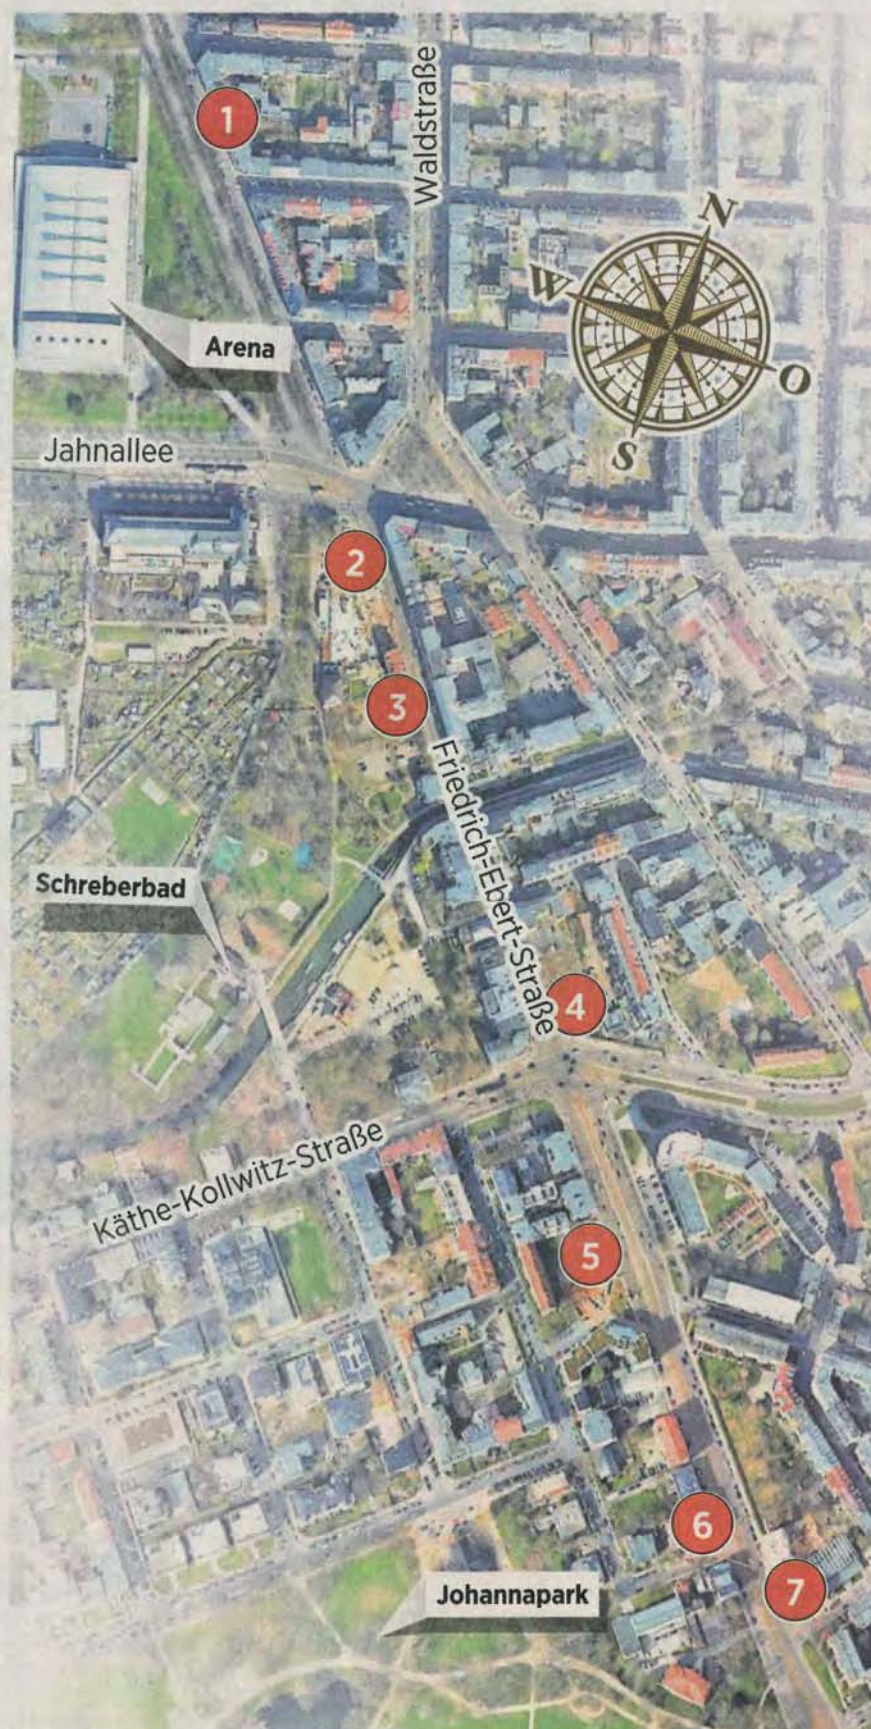 1
Waldstraße
N
W
Arena
O
S
Jahnallee
2
3
Friedrich-Ebert-Straße
Schreberbad
4
Käthe-Kollwitz-Straße
5
6
7
Johannapark